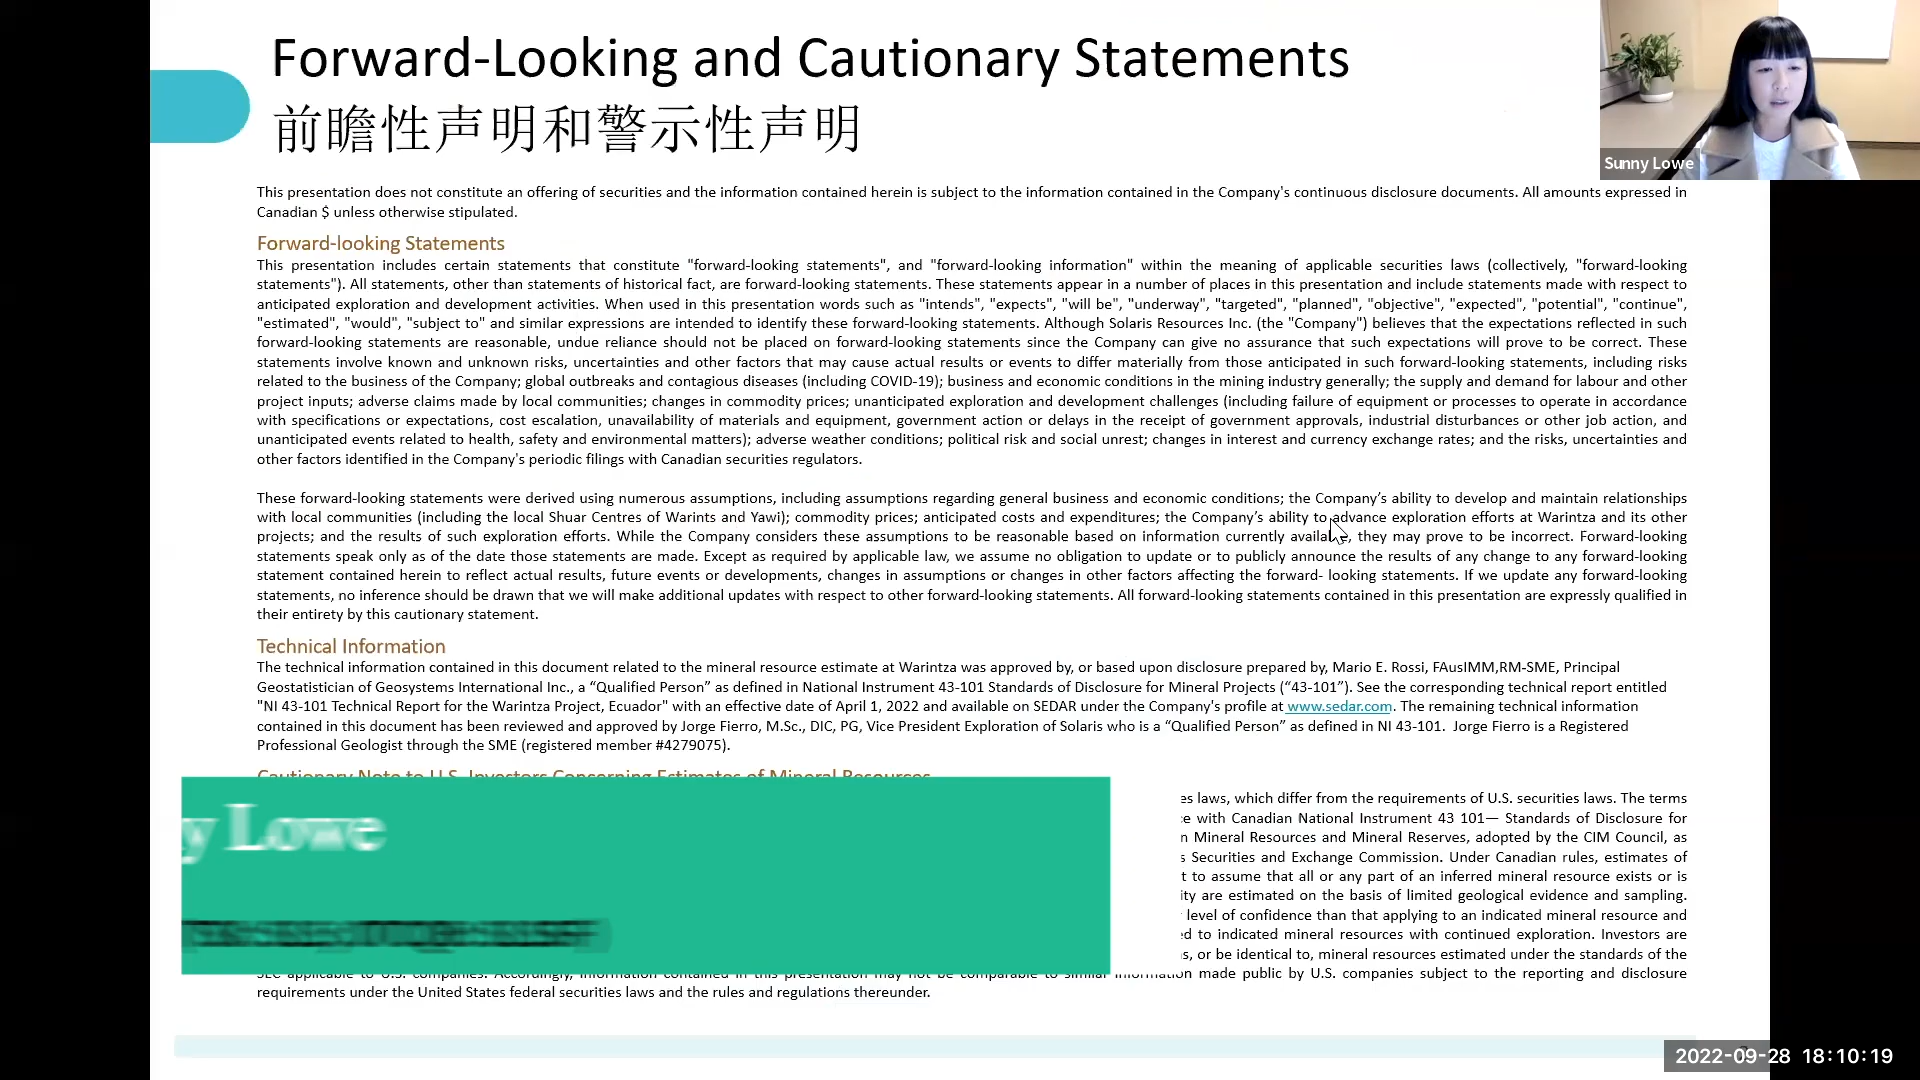 Forward-Looking and Cautionary Statements
前瞻性声明和警示性声明
Sunny Lowe
This presentation does not constitute an offering of securities and the information contained herein is subject to the information contained in the Company's continuous disclosure documents. All amounts expressed in
Canadian $ unless otherwise stipulated.
Forward-looking Statements
This presentation includes certain statements that constitute "forward-looking statements", and "forward-looking information" within the meaning of applicable securities laws (collectively, "forward-looking
statements"). All statements, other than statements of historical fact, are forward-looking statements. These statements appear in a number of places in this presentation and include statements made with respect to
anticipated exploration and development activities. When used in this presentation words such as "intends", "expects", "will be", "underway", "targeted", "planned", "objective", "expected", "potential", "continue",
"estimated", "would", "subject to" and similar expressions are intended to identify these forward-looking statements. Although Solaris Resources Inc. (the "Company") believes that the expectations reflected in such
forward-looking statements are reasonable, undue reliance should not be placed on forward-looking statements since the Company can give no assurance that such expectations will prove to be correct. These
statements involve known and unknown risks, uncertainties and other factors that may cause actual results or events to differ materially from those anticipated in such forward-looking statements, including risks
related to the business of the Company; global outbreaks and contagious diseases (including COVID-19); business and economic conditions in the mining industry generally; the supply and demand for labour and other
project inputs; adverse claims made by local communities; changes in commodity prices; unanticipated exploration and development challenges (including failure of equipment or processes to operate in accordance
with specifications or expectations, cost escalation, unavailability of materials and equipment, government action or delays in the receipt of government approvals, industrial disturbances or other job action, and
unanticipated events related to health, safety and environmental matters); adverse weather conditions; political risk and social unrest; changes in interest and currency exchange rates; and the risks, uncertainties and
other factors identified in the Company's periodic filings with Canadian securities regulators.
These forward-looking statements were derived using numerous assumptions, including assumptions regarding general business and economic conditions; the Company’s ability to develop and maintain relationships
with local communities (including the local Shuar Centres of Warints and Yawi); commodity prices; anticipated costs and expenditures; the Company’s ability to advance exploration efforts at Warintza and its other
projects; and the results of such exploration efforts. While the Company considers these assumptions to be reasonable based on information currently available, they may prove to be incorrect. Forward-looking
statements speak only as of the date those statements are made. Except as required by applicable law, we assume no obligation to update or to publicly announce the results of any change to any forward-looking
statement contained herein to reflect actual results, future events or developments, changes in assumptions or changes in other factors affecting the forward- looking statements. If we update any forward-looking
statements, no inference should be drawn that we will make additional updates with respect to other forward-looking statements. All forward-looking statements contained in this presentation are expressly qualified in
their entirety by this cautionary statement.
Technical Information
The technical information contained in this document related to the mineral resource estimate at Warintza was approved by, or based upon disclosure prepared by, Mario E. Rossi, FAusIMM,RM-SME, Principal
Geostatistician of Geosystems International Inc., a “Qualified Person” as defined in National Instrument 43-101 Standards of Disclosure for Mineral Projects (“43-101”). See the corresponding technical report entitled
"NI 43-101 Technical Report for the Warintza Project, Ecuador" with an effective date of April 1, 2022 and available on SEDAR under the Company's profile at www.sedar.com. The remaining technical information
contained in this document has been reviewed and approved by Jorge Fierro, M.Sc., DIC, PG, Vice President Exploration of Solaris who is a “Qualified Person” as defined in NI 43-101. Jorge Fierro is a Registered
Professional Geologist through the SME (registered member #4279075).
Cautionary Note to U.S. Investors Concerning Estimates of Mineral Resources
laws, which differ from the requirements of U.S. securities laws. The terms
with Canadian National Instrument 43 101— Standards of Disclosure for
Mineral Resources and Mineral Reserves, adopted by the CIM Council, as
Securities and Exchange Commission. Under Canadian rules, estimates of
to assume that all or any part of an inferred mineral resource exists or is
are estimated on the basis of limited geological evidence and sampling.
level of confidence than that applying to an indicated mineral resource and
to indicated mineral resources with continued exploration. Investors are
or be identical to, mineral resources estimated under the standards of the
SEC applicable to U.S. companies. Accordingly, information contained in this presentation may not be comparable to similar information made public by U.S. companies subject to the reporting and disclosure
requirements under the United States federal securities laws and the rules and regulations thereunder.
y Lowe
2022-09-28 18:10:19